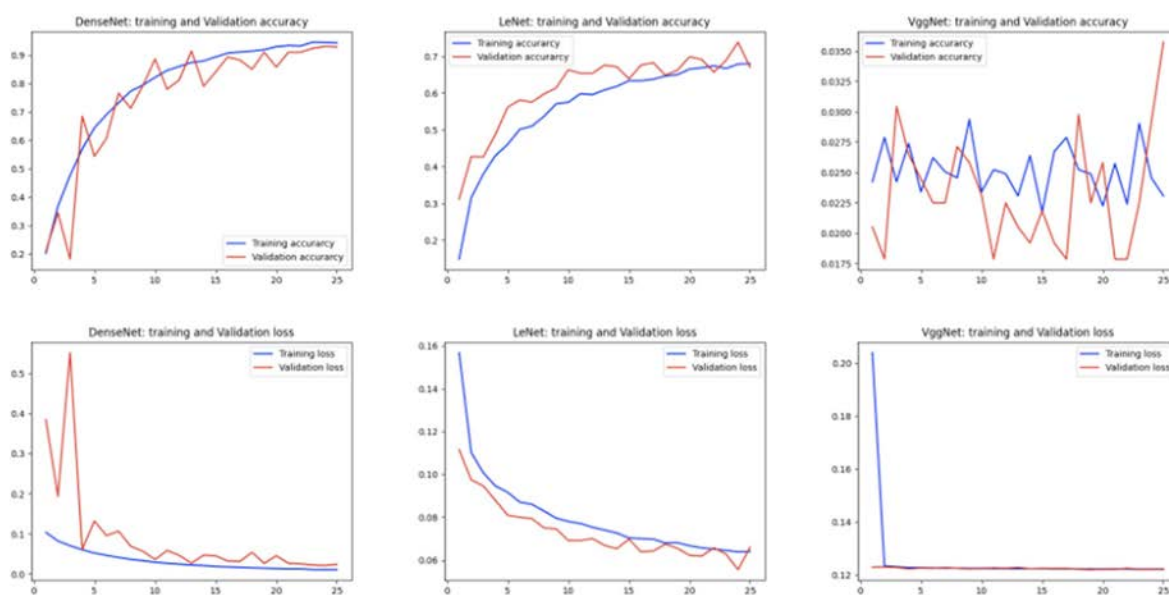 DenseNet: training and Validation accuracy
0.9
0.8
0.7
0.6
0.5
0.4
0.3
0.2
Training accurarcy
Validation accurarcy
0 5 10 15 20 25
LeNet: training and Validation accuracy
Training accurarcy
Validation accurarcy
0.7
0.6
0.5
0.4
0.3
0.2
0 5 10 15 20 25
VggNet: training and Validation accuracy
Training accurarcy
Validation accurarcy
0.0350
0.0325
0.0300
0.0275
0.0250
0.0225
0.0200
0.0175
0 5 10 15 20 25
DenseNet: training and Validation loss
Training loss
Validation loss
0.5
0.4
0.3
0.2
0.1
0.0
0 5 10 15 20 25
LeNet: training and Validation loss
Training loss
Validation loss
0.16
0.14
0.12
0.10
0.08
0.06
0 5 10 15 20 25
VggNet: training and Validation loss
Training loss
Validation loss
0.20
0.18
0.16
0.14
0.12
0 5 10 15 20 25